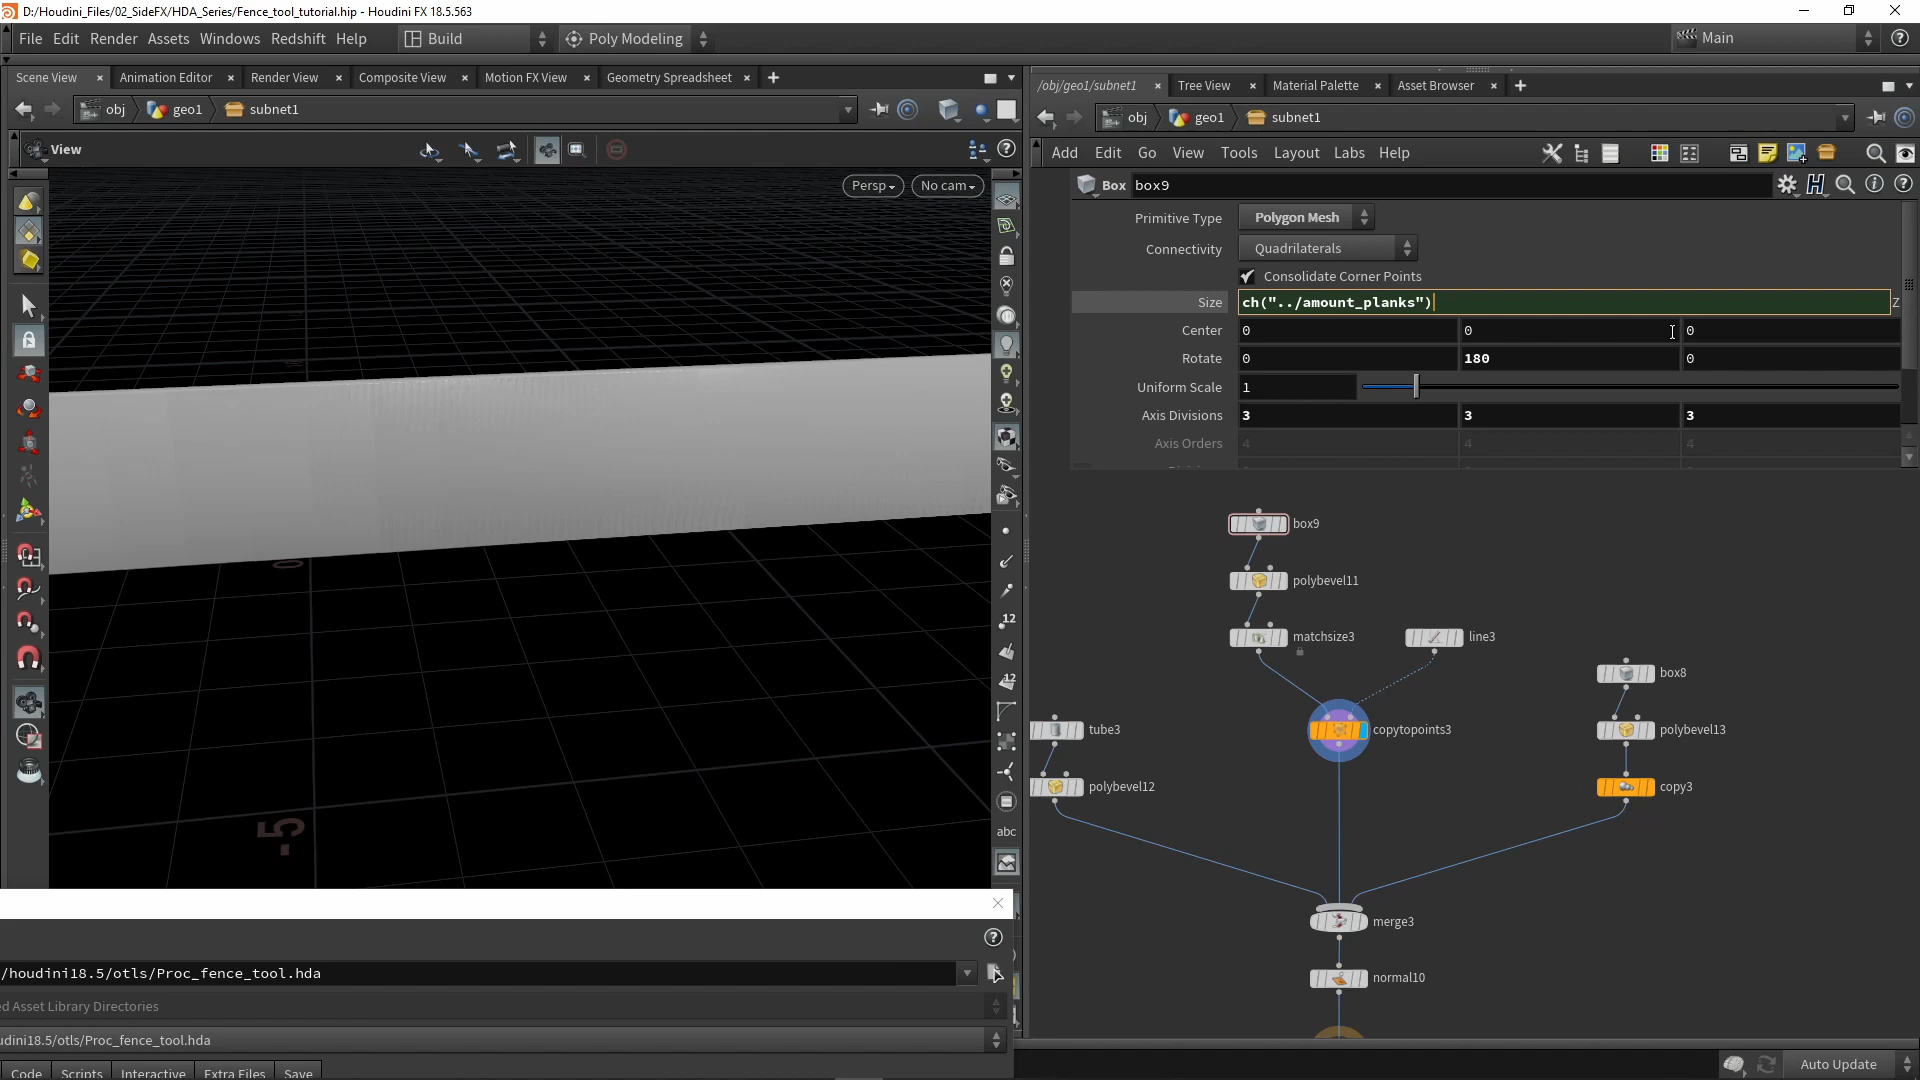 D:/Houdini_Files/02_SideFX/HDA_Series/Fence_tool_tutorial.hip - Houdini FX 18.5.563
File Edit Render Assets Windows Redshift Help Build Poly Modeling Main
Scene View Animation Editor Render View Composite View Motion FX View Geometry Spreadsheet
obj geo1 subnet1
View
Persp No cam
-5
0
12
12
abc
/obj/geo1/subnet1 Tree View Material Palette Asset Browser
obj geo1 subnet1
Add Edit Go View Tools Layout Labs Help
Box box9
Primitive Type Polygon Mesh
Connectivity Quadrilaterals
Consolidate Corner Points
Size ch("../amount_planks") Z
Center 0 0 0
Rotate 0 180 0
Uniform Scale 1
Axis Divisions 3 3 3
Axis Orders 4 4 4
box9
polybevel11
matchsize3
line3
box8
tube3
copytopoints3
polybevel13
polybevel12
copy3
merge3
normal10
/houdini18.5/otls/Proc_fence_tool.hda
ed Asset Library Directories
udini18.5/otls/Proc_fence_tool.hda
Code Scripts Interactive Extra Files Save
Auto Update